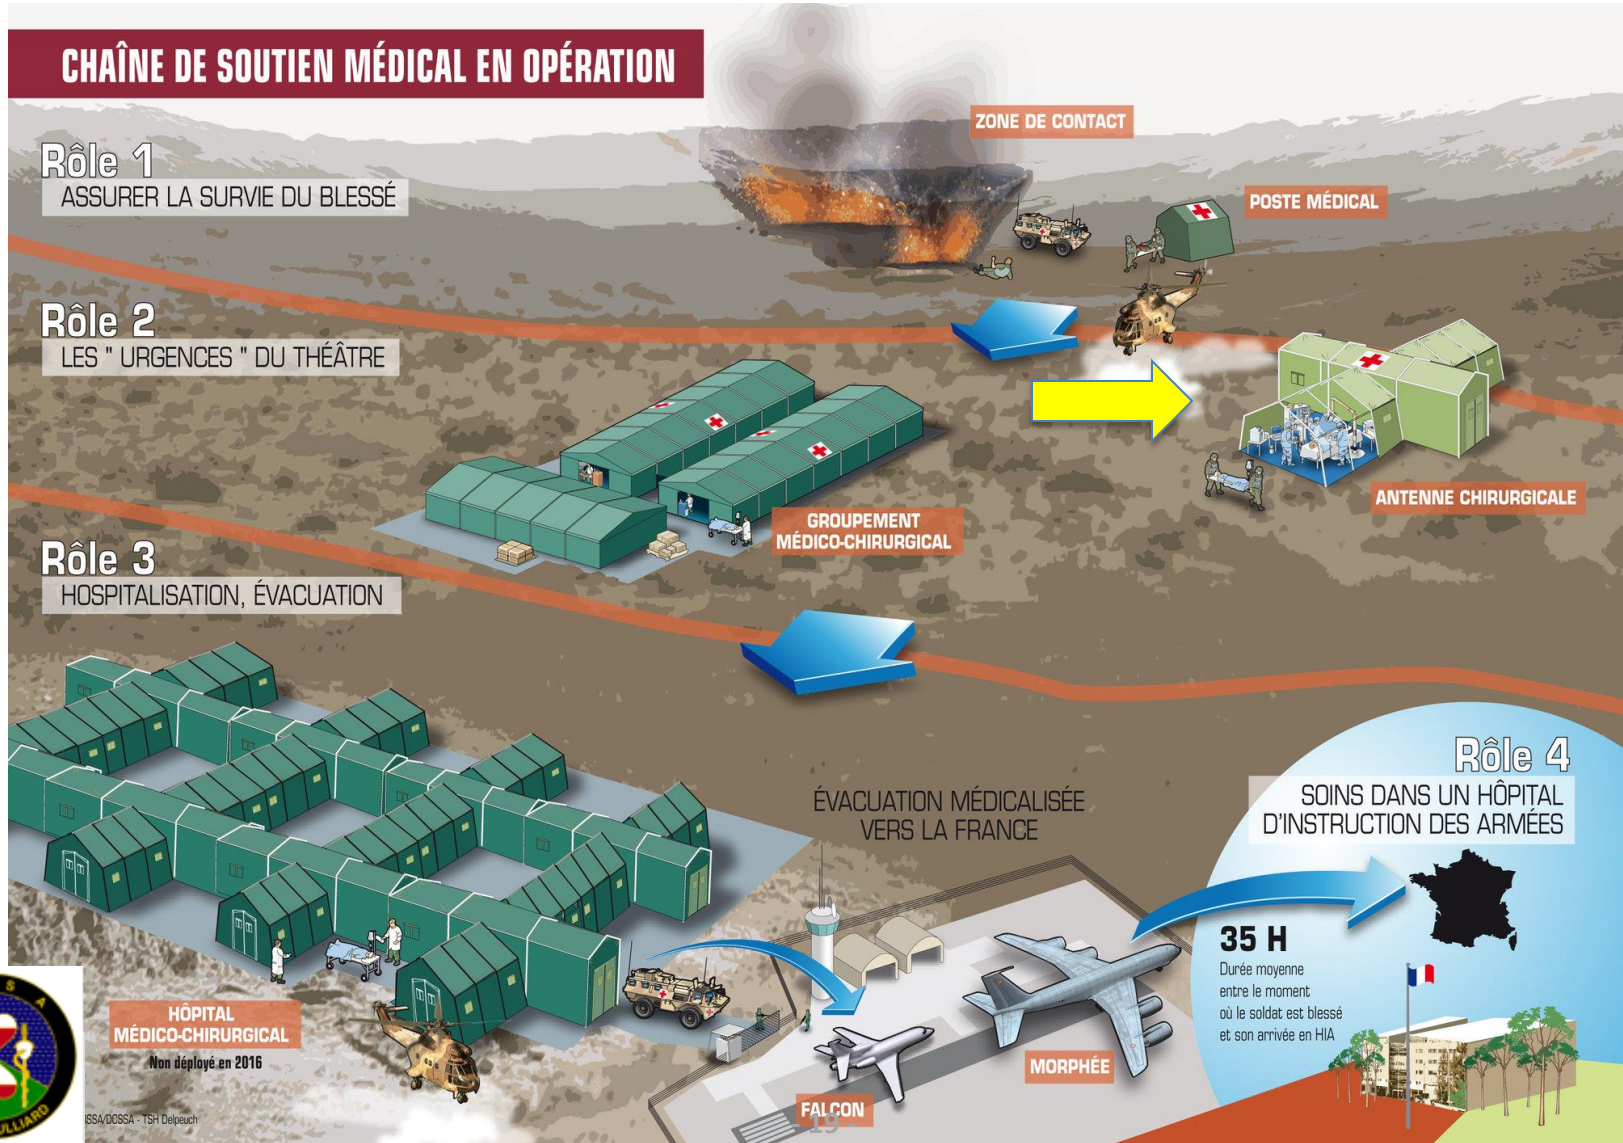 CHAÎNE DE SOUTIEN MÉDICAL EN OPÉRATION
ZONE DE CONTACT
Rôle 1
ASSURER LA SURVIE DU BLESSÉ
POSTE MÉDICAL
Rôle 2
LES " URGENCES " DU THÉÂTRE
ANTENNE CHIRURGICALE
GROUPEMENT
MÉDICO-CHIRURGICAL
Rôle 3
HOSPITALISATION, ÉVACUATION
Rôle 4
SOINS DANS UN HÔPITAL
D'INSTRUCTION DES ARMÉES
ÉVACUATION MÉDICALISÉE
VERS LA FRANCE
35 H
Durée moyenne
entre le moment
où le soldat est blessé
et son arrivée en HIA
HÔPITAL
MÉDICO-CHIRURGICAL
Non déployé en 2016
MORPHÉE
FALCON
19
ISSA/DCSSA - TSH Delpeuch